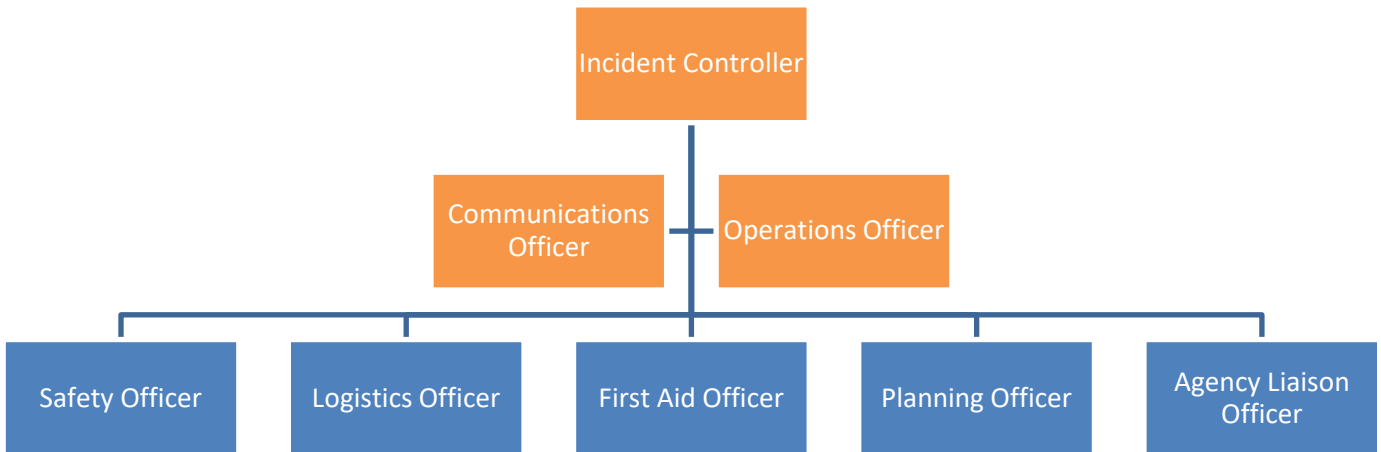 Incident Controller
Communications
Officer
Operations Officer
Safety Officer
Logistics Officer
First Aid Officer
Planning Officer
Agency Liaison
Officer